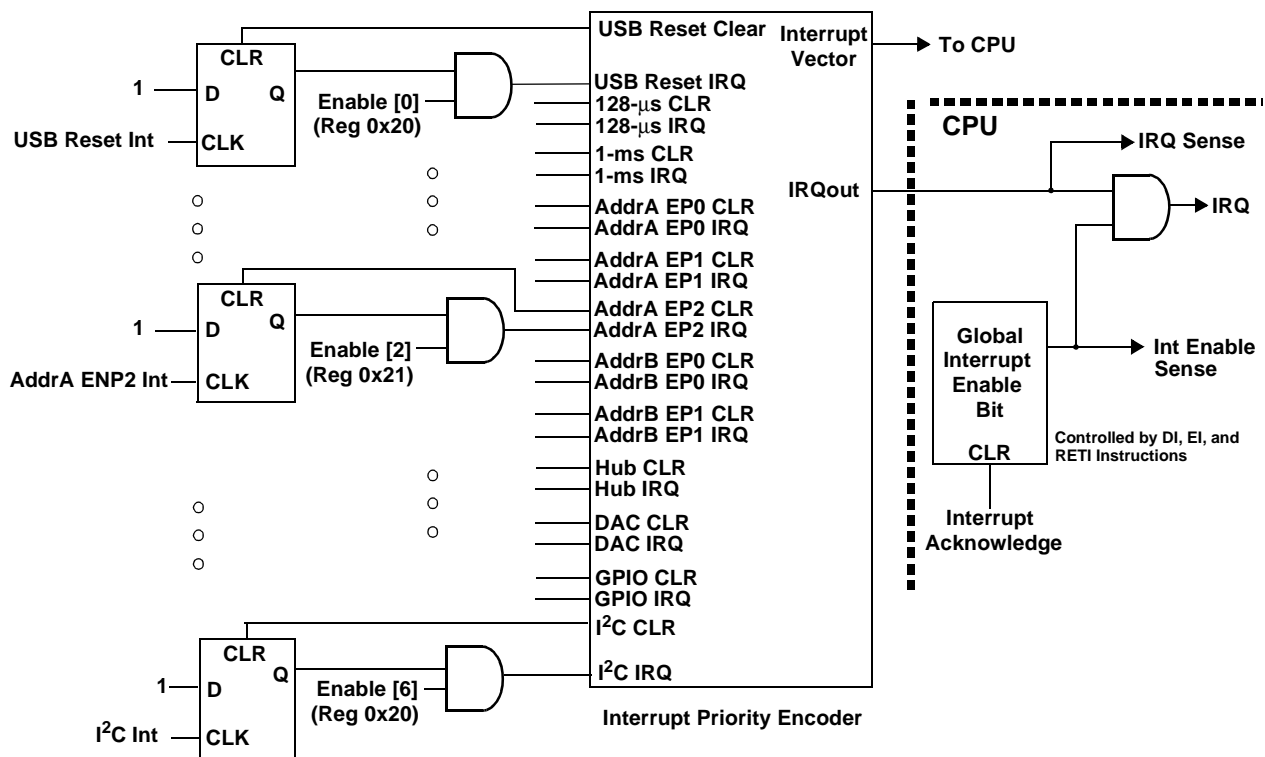 CLR
D
Q
CLK
1
USB Reset Int
Enable [0]
(Reg 0x20)
CLR
D
Q
CLK
1
AddrA ENP2 Int
Enable [2]
(Reg 0x21)
CLR
D
Q
CLK
1
I²C Int
Enable [6]
(Reg 0x20)
USB Reset Clear
USB Reset IRQ
128-μs CLR
128-μs IRQ
1-ms CLR
1-ms IRQ
AddrA EP0 CLR
AddrA EP0 IRQ
AddrA EP1 CLR
AddrA EP1 IRQ
AddrA EP2 CLR
AddrA EP2 IRQ
AddrB EP0 CLR
AddrB EP0 IRQ
AddrB EP1 CLR
AddrB EP1 IRQ
Hub CLR
Hub IRQ
DAC CLR
DAC IRQ
GPIO CLR
GPIO IRQ
I²C CLR
I²C IRQ
Interrupt
Vector
IRQout
Interrupt Priority Encoder
To CPU
CPU
IRQ Sense
IRQ
Global
Interrupt
Enable
Bit
CLR
Int Enable
Sense
Controlled by DI, EI, and
RETI Instructions
Interrupt
Acknowledge